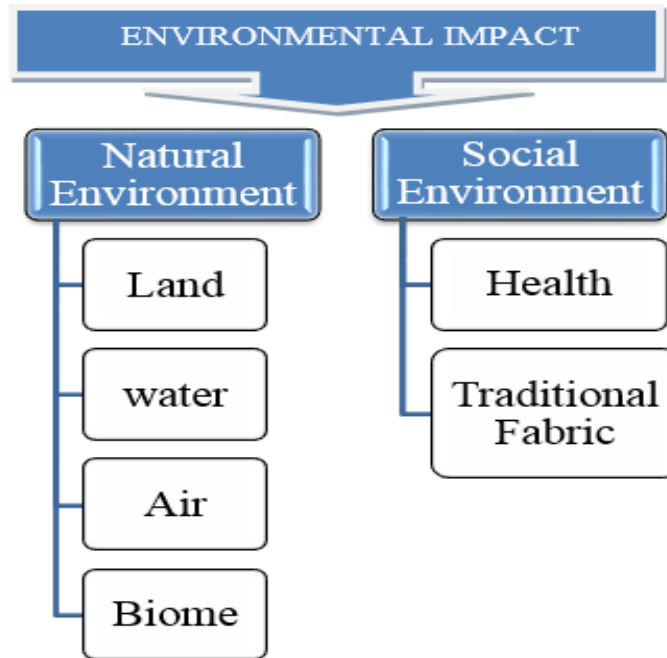 ENVIRONMENTAL IMPACT
Natural
Environment
Land
water
Air
Biome
Social
Environment
Health
Traditional
Fabric